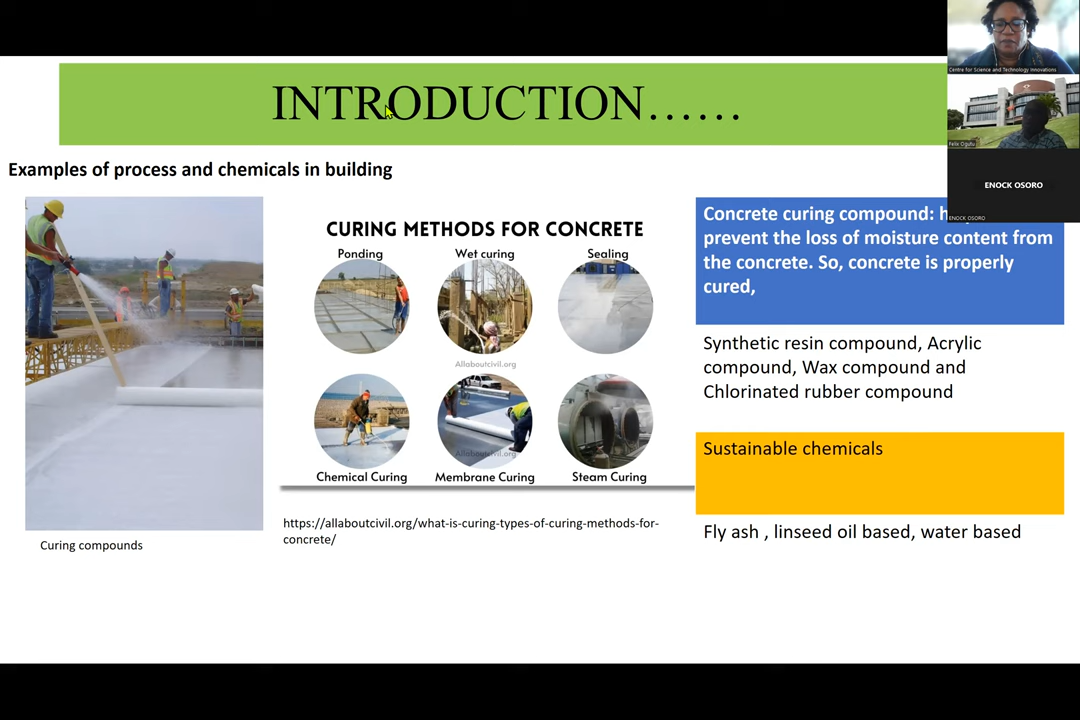 INTRODUCTION......
Centre for Science and Technology Innovations
Felix Ogutu
ENOCK OSORO
ENOCK OSORO
Examples of process and chemicals in building
Curing compounds
CURING METHODS FOR CONCRETE
Ponding
Wet curing
Sealing
Allaboutcivil.org
Allaboutcivil.org
Chemical Curing
Membrane Curing
Steam Curing
https://allaboutcivil.org/what-is-curing-types-of-curing-methods-for-
concrete/
Concrete curing compound:
prevent the loss of moisture content from
the concrete. So, concrete is properly
cured,
Synthetic resin compound, Acrylic
compound, Wax compound and
Chlorinated rubber compound
Sustainable chemicals
Fly ash , linseed oil based, water based